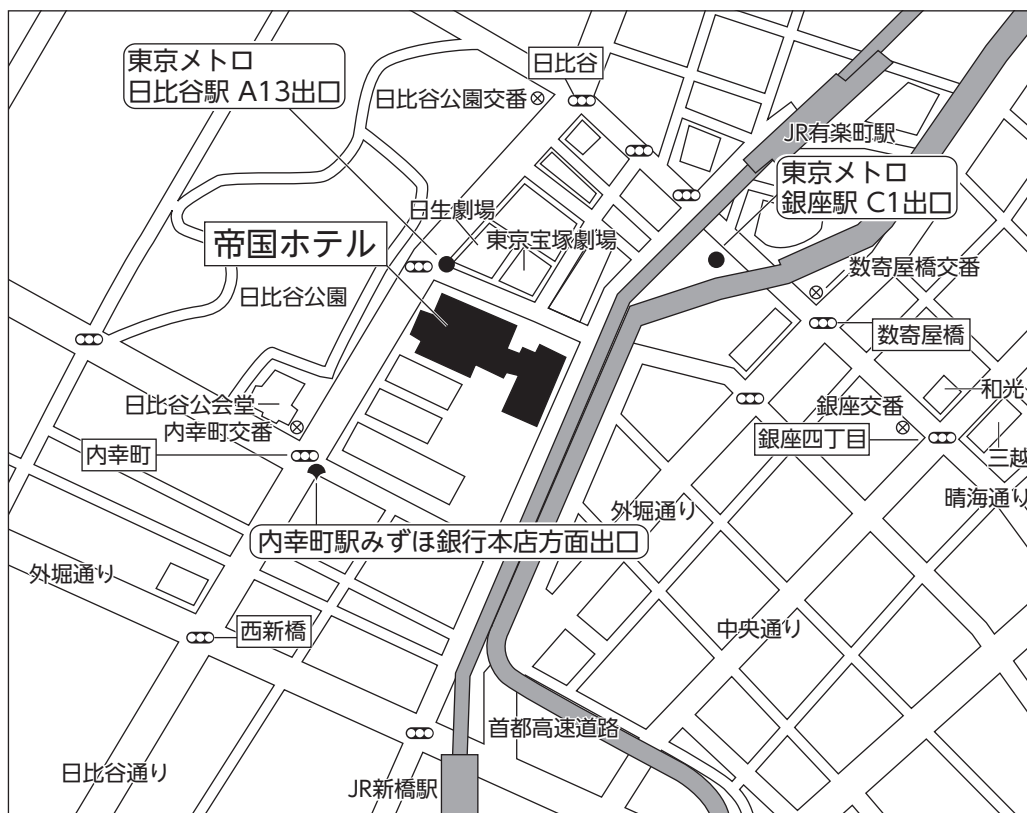 東京メトロ
日比谷駅 A13出口
日比谷
日比谷公園交番
JR有楽町駅
東京メトロ
銀座駅 C1出口
日生劇場
東京宝塚劇場
帝国ホテル
数寄屋橋交番
日比谷公園
数寄屋橋
和光
日比谷公会堂
銀座交番
内幸町交番
銀座四丁目
内幸町
三越
晴海通り
外堀通り
内幸町駅みずほ銀行本店方面出口
外堀通り
西新橋
中央通り
首都高速道路
日比谷通り
JR新橋駅